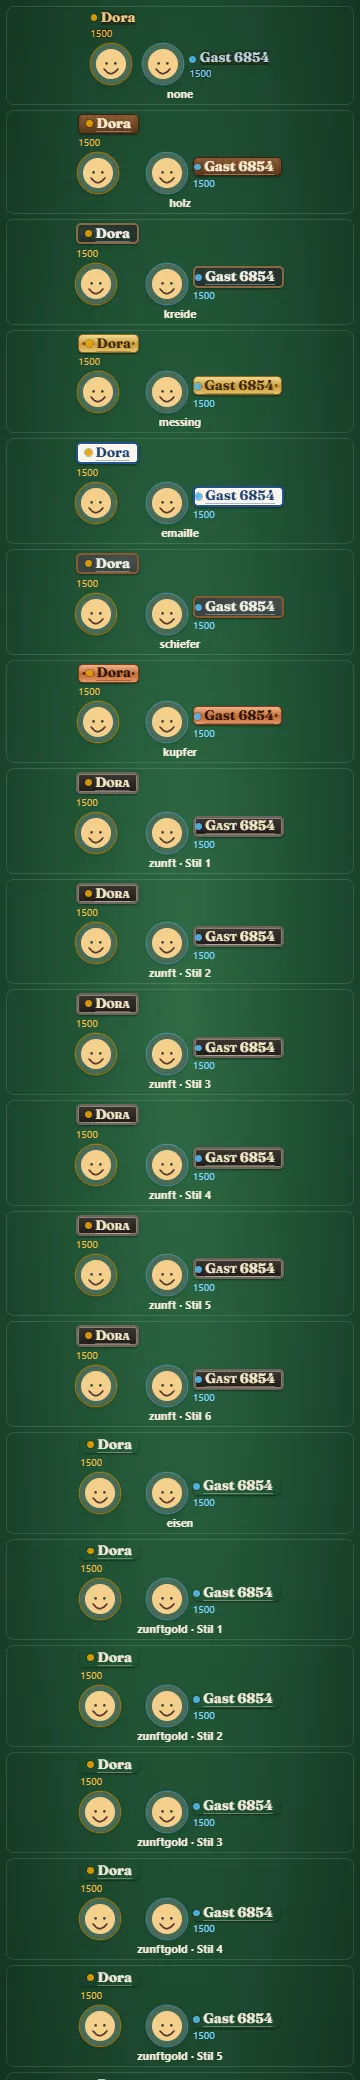 Dora
1500
Gast 6854
1500
none
Dora
1500
Gast 6854
1500
holz
Dora
1500
Gast 6854
1500
kreide
Dora
1500
Gast 6854
1500
messing
Dora
1500
Gast 6854
1500
emaille
Dora
1500
Gast 6854
1500
schiefer
Dora
1500
Gast 6854
1500
kupfer
Dora
1500
Gast 6854
1500
zunft · Stil 1
Dora
1500
Gast 6854
1500
zunft · Stil 2
Dora
1500
Gast 6854
1500
zunft · Stil 3
Dora
1500
Gast 6854
1500
zunft · Stil 4
Dora
1500
Gast 6854
1500
zunft · Stil 5
Dora
1500
Gast 6854
1500
zunft · Stil 6
Dora
1500
Gast 6854
1500
eisen
Dora
1500
Gast 6854
1500
zunftgold · Stil 1
Dora
1500
Gast 6854
1500
zunftgold · Stil 2
Dora
1500
Gast 6854
1500
zunftgold · Stil 3
Dora
1500
Gast 6854
1500
zunftgold · Stil 4
Dora
1500
Gast 6854
1500
zunftgold · Stil 5